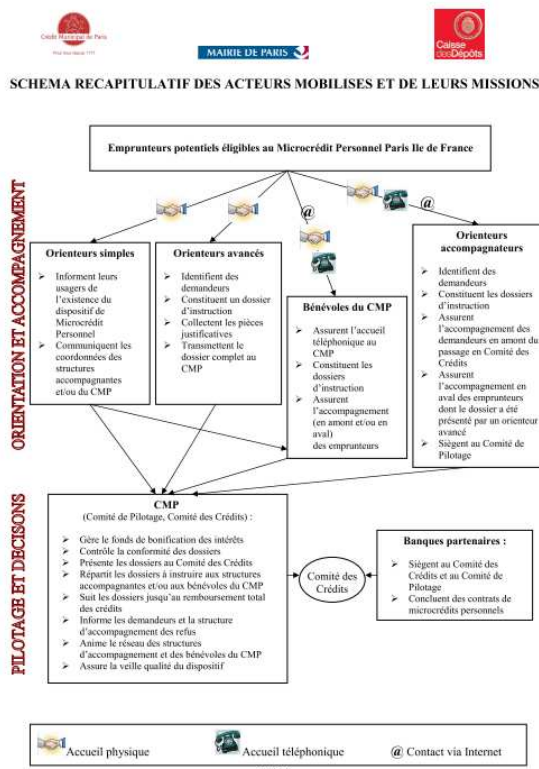 Crédit Municipal de Paris
MAIRIE DE PARIS
Caisse
desDépôts
SCHEMA RECAPITULATIF DES ACTEURS MOBILISES ET DE LEURS MISSIONS
Emprunteurs potentiels éligibles au Microcrédit Personnel Paris Ile de France
ORIENTATION ET ACCOMPAGNEMENT
@
@
Orienteurs simples
➢ Informent leurs
usagers de
l'existence du
dispositif de
Microcrédit
Personnel
➢ Communiquent les
coordonnées des
structures
accompagnantes
et/ou du CMP
Orienteurs avancés
➢ Identifient des
demandeurs
➢ Constituent un dossier
d'instruction
➢ Collectent les pièces
justificatives
➢ Transmettent le
dossier complet au
CMP
Bénévoles du CMP
➢ Assurent l'accueil
téléphonique au
CMP
➢ Constituent les
dossiers
d'instruction
➢ Assurent
l'accompagnement
(en amont et/ou en
aval)
des emprunteurs
Orienteurs
accompagnateurs
➢ Identifient des
demandeurs
➢ Constituent les dossiers
d'instruction
➢ Assurent
l'accompagnement des
demandeurs en amont du
passage en Comité des
Crédits
➢ Assurent
l'accompagnement en
aval des emprunteurs
dont le dossier a été
présenté par un orienteur
avancé
➢ Siègent au Comité de
Pilotage
PILOTAGE ET DECISONS
CMP
(Comité de Pilotage, Comité des Crédits) :
➢ Gère le fonds de bonification des intérêts
➢ Contrôle la conformité des dossiers
➢ Présente les dossiers au Comité des Crédits
➢ Répartit les dossiers à instruire aux structures
accompagnantes et/ou aux bénévoles du CMP
➢ Suit les dossiers jusqu'au remboursement total
des crédits
➢ Informe les demandeurs et la structure
d'accompagnement des refus
➢ Anime le réseau des structures
d'accompagnement et des bénévoles du CMP
➢ Assure la veille qualité du dispositif
Comité des
Crédits
Banques partenaires :
➢ Siègent au Comité des
Crédits et au Comité de
Pilotage
➢ Concluent des contrats de
microcrédits personnels
Accueil physique
Accueil téléphonique
@ Contact via Internet